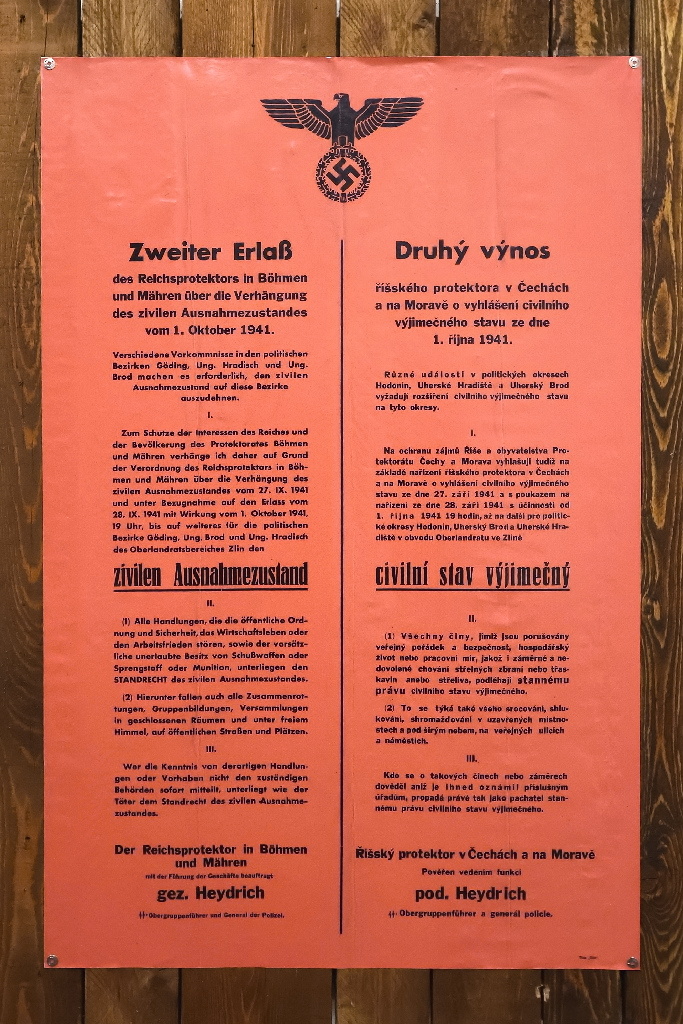 Zweiter Erlaß
des Reichsprotektors in Böhmen
und Mähren über die Verhängung
des zivilen Ausnahmezustandes
vom 1. Oktober 1941.
Verschiedene Vorkommnisse in den politischen
Bezirken Göding, Ung. Hradisch und Ung.
Brod machen es erforderlich, den zivilen
Ausnahmezustand auf diese Bezirke
auszudehnen.
I.
Zum Schutze der Interessen des Reiches und
der Bevölkerung des Protektorates Böhmen
und Mähren verhänge ich daher auf Grund
der Verordnung des Reichsprotektors in Böh-
men und Mähren über die Verhängung des
zivilen Ausnahmezustandes vom 27. IX. 1941
und unter Bezugnahme auf den Erlass vom
28. IX. 1941 mit Wirkung vom 1. Oktober 1941,
19 Uhr, bis auf weiteres für die politischen
Bezirke Göding, Ung. Brod und Ung. Hradisch
des Oberlandratsbereiches Zlin den
zivilen Ausnahmezustand
II.
(1) Alle Handlungen, die die öffentliche Ord-
nung und Sicherheit, das Wirtschaftsleben oder
den Arbeitsfrieden stören, sowie der vorsätz-
liche unerlaubte Besitz von Schußwaffen oder
Sprengstoff oder Munition, unterliegen den
STANDRECHT des zivilen Ausnahmezustandes.
(2) Hierunter fallen auch alle Zusammenrot-
tungen, Gruppenbildungen, Versammlungen
in geschlossenen Räumen und unter freiem
Himmel, auf öffentlichen Straßen und Plätzen.
III.
Wer die Kenntnis von derartigen Handlun-
gen oder Vorhaben nicht den zuständigen
Behörden sofort mitteilt, unterliegt wie der
Täter dem Standrecht des zivilen Ausnahme-
zustandes.
Der Reichsprotektor in Böhmen
und Mähren
mit der Führung der Geschäfte beauftragt
gez. Heydrich
SS-Obergruppenführer und General der Polizei.
Druhý výnos
říšského protektora v Čechách
a na Moravě o vyhlášení civilního
výjimečného stavu ze dne
1. října 1941.
Různé události v politických okresech
Hodonín, Uherské Hradiště a Uherský Brod
vyžadují rozšíření civilního výjimečného stavu
na tyto okresy.
I.
Na ochranu zájmů Říše a obyvatelstva Pro-
tektorátu Čechy a Morava vyhlašuji tudíž na
základě nařízení říšského protektora v Čechách
a na Moravě o vyhlášení civilního výjimečného
stavu ze dne 27. září 1941 a s poukazem na
nařízení ze dne 28. září 1941 s účinností od
1. října 1941 19 hodin, až na další pro politic-
ké okresy Hodonín, Uherský Brod a Uherské Hra-
diště v obvodu Oberlandratu ve Zlíně
civilní stav výjimečný
II.
(1) Všechny činy, jimiž jsou porušovány
veřejný pořádek a bezpečnost, hospodářský
život nebo pracovní mír, jakož i záměrné a ne-
dovolené chování střelných zbraní nebo třas-
kavin anebo střeliva, podléhají stannému
právu civilního stavu výjimečného.
(2) To se týká také všeho srocování, shlu-
kování, shromažďování v uzavřených místno-
stech a pod širým nebem, na veřejných ulicích
a náměstích.
III.
Kdo se o takových činech nebo záměrech
dověděl aniž je ihned oznámil příslušným
úřadům, propadá právě tak jako pachatel stan-
nému právu civilního stavu výjimečného.
Říšský protektor v Čechách a na Moravě
Pověřen vedením funkcí
pod. Heydrich
SS-Obergruppenführer a generál policie.